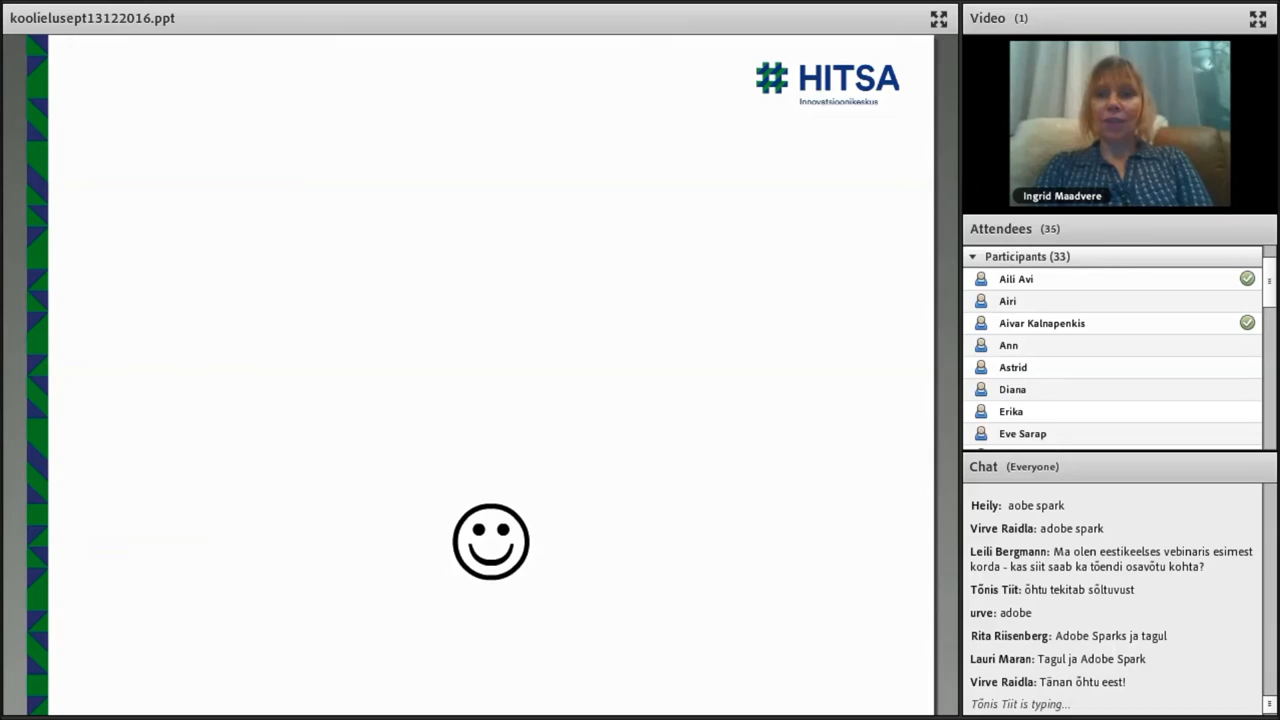 koolielusept13122016.ppt
# HITSA
Innovatsioonikeskus
Video (1)
Ingrid Maadvere
Attendees (35)
Participants (33)
Aili Avi
Airi
Aivar Kalnapenkis
Ann
Astrid
Diana
Erika
Eve Sarap
Chat (Everyone)
Heily: aobe spark
Virve Raidla: adobe spark
Leili Bergmann: Ma olen eestikeelses vebinaris esimest
korda - kas siit saab ka tõendi osavõtu kohta?
Tõnis Tiit: õhtu tekitab sõltuvust
urve: adobe
Rita Riisenberg: Adobe Sparks ja tagul
Lauri Maran: Tagul ja Adobe Spark
Virve Raidla: Tänan õhtu eest!
Tõnis Tiit is typing...